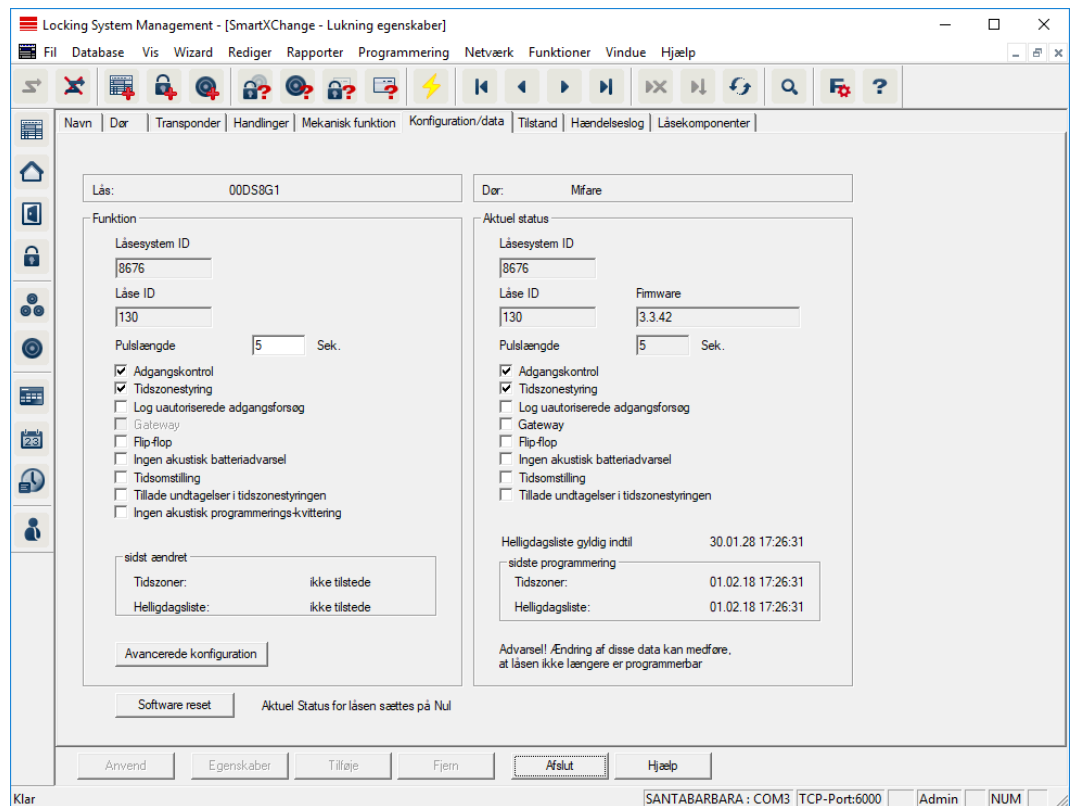 Locking System Management - [SmartXChange - Lukning egenskaber]
Fil Database Vis Wizard Rediger Rapporter Programmering Netværk Funktioner Vindue Hjælp
Navn Dør Transponder Handlinger Mekanisk funktion Konfiguration/data Tilstand Hændelseslog Låsekomponenter
Lås: 00DS8G1
Dør: Mifare
Funktion
Låsesystem ID
8676
Låse ID
130
Pulslængde 5 Sek.
Adgangskontrol
Tidszonestyring
Log uautoriserede adgangsforsøg
Gateway
Flip-flop
Ingen akustisk batteriadvarsel
Tidsomstilling
Tillade undtagelser i tidszonestyringen
Ingen akustisk programmerings-kvittering
sidst ændret
Tidszoner: ikke tilstede
Helligdagsliste: ikke tilstede
Avancerede konfiguration
Aktuel status
Låsesystem ID
8676
Låse ID Firmware
130 3.3.42
Pulslængde 5 Sek.
Adgangskontrol
Tidszonestyring
Log uautoriserede adgangsforsøg
Gateway
Flip-flop
Ingen akustisk batteriadvarsel
Tidsomstilling
Tillade undtagelser i tidszonestyringen
Helligdagsliste gyldig indtil 30.01.28 17:26:31
sidste programmering
Tidszoner: 01.02.18 17:26:31
Helligdagsliste: 01.02.18 17:26:31
Advarsel! Ændring af disse data kan medføre,
at låsen ikke længere er programmerbar
Software reset Aktuel Status for låsen sættes på Nul
Anvend Egenskaber Tilføje Fjern Afslut Hjælp
Klar SANTABARBARA : COM3 TCP-Port:6000 Admin NUM